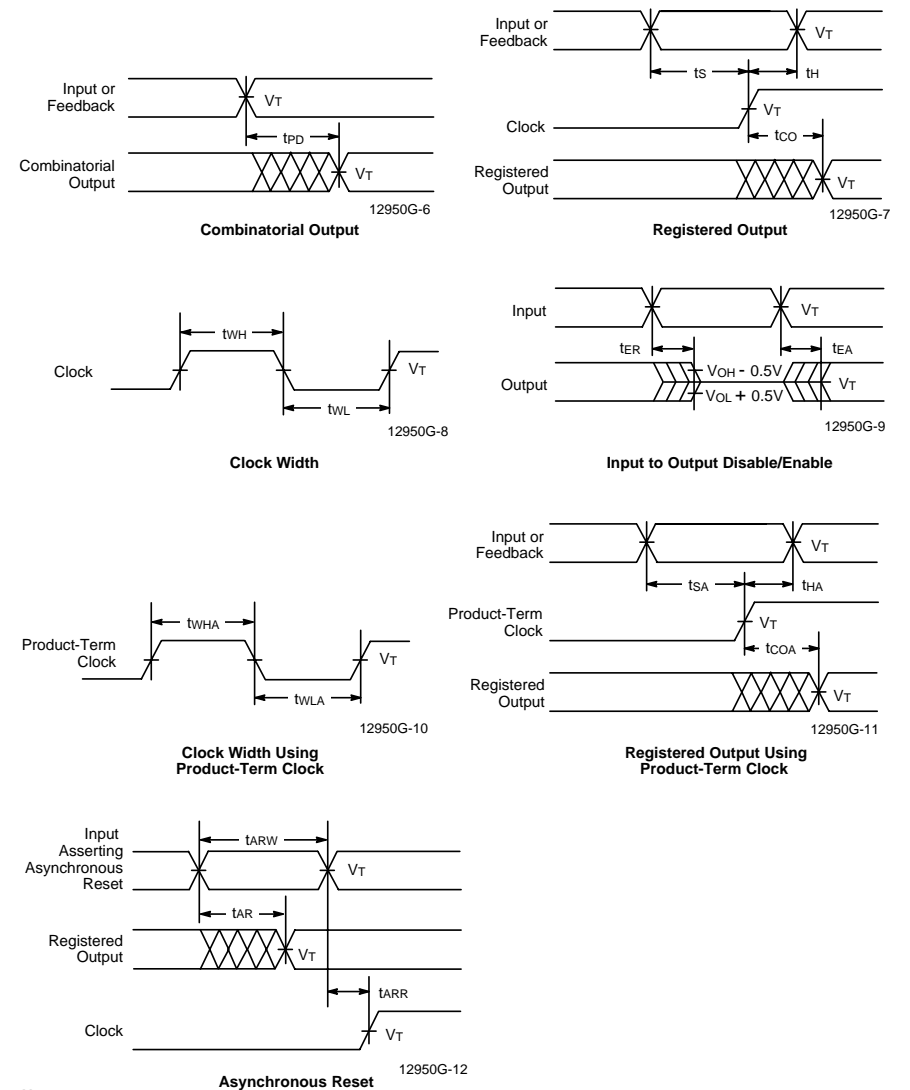 Input or
Feedback
VT
tPD
Combinatorial
Output
VT
12950G-6
Combinatorial Output
Input or
Feedback
VT
tS
tH
VT
Clock
tCO
Registered
Output
VT
12950G-7
Registered Output
tWH
Clock
VT
tWL
12950G-8
Clock Width
Input
VT
tER
tEA
Output
VOH - 0.5V
VT
VOL + 0.5V
12950G-9
Input to Output Disable/Enable
tWHA
Product-Term
Clock
VT
tWLA
12950G-10
Clock Width Using
Product-Term Clock
Input or
Feedback
VT
tSA
tHA
Product-Term
Clock
VT
tCOA
Registered
Output
VT
12950G-11
Registered Output Using
Product-Term Clock
Input
Asserting
Asynchronous
Reset
tARW
VT
tAR
Registered
Output
VT
tARR
Clock
VT
12950G-12
Asynchronous Reset